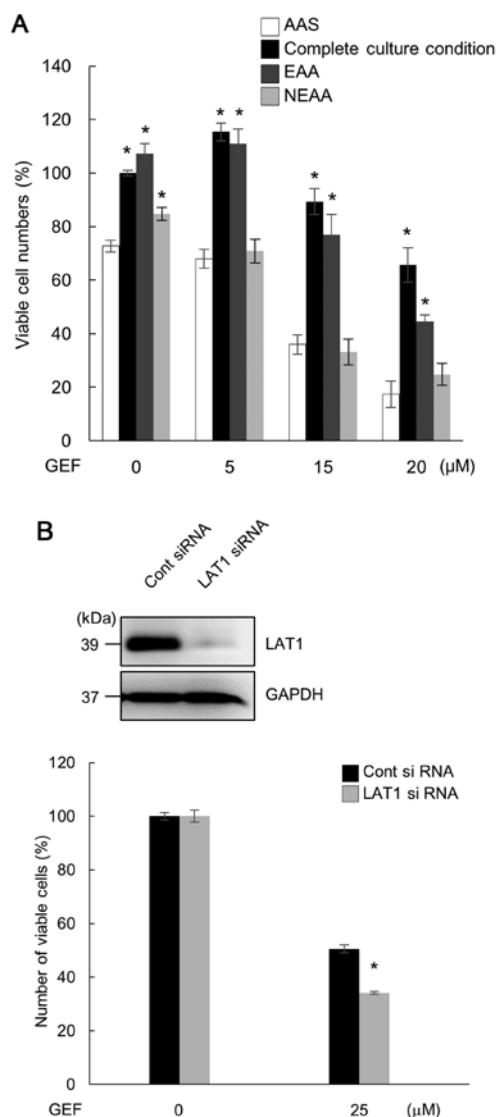 A
AAS
Complete culture condition
EAA
NEAA
Viable cell numbers (%)
140
120
100
80
60
40
20
0
* * * * * * * * *
GEF 0 5 15 20 (μM)
B
Cont siRNA
LAT1 siRNA
(kDa)
39 LAT1
37 GAPDH
Cont si RNA
LAT1 si RNA
Number of viable cells (%)
120
100
80
60
40
20
0
*
GEF 0 25 (μM)